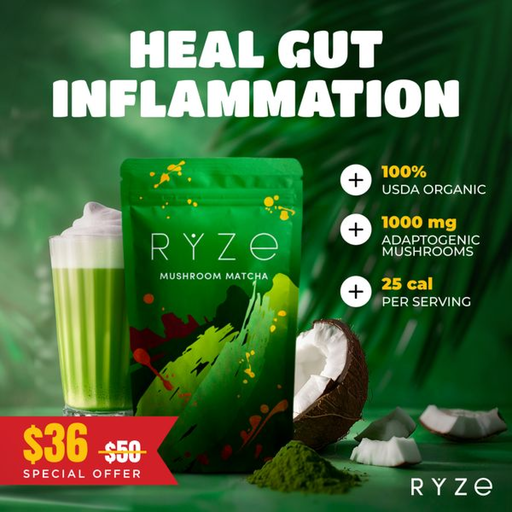 HEAL GUT
INFLAMMATION
RYZE
MUSHROOM MATCHA
+ 100%
USDA ORGANIC
+ 1000 mg
ADAPTOGENIC
MUSHROOMS
+ 25 cal
PER SERVING
$36 $50
SPECIAL OFFER
RYZE